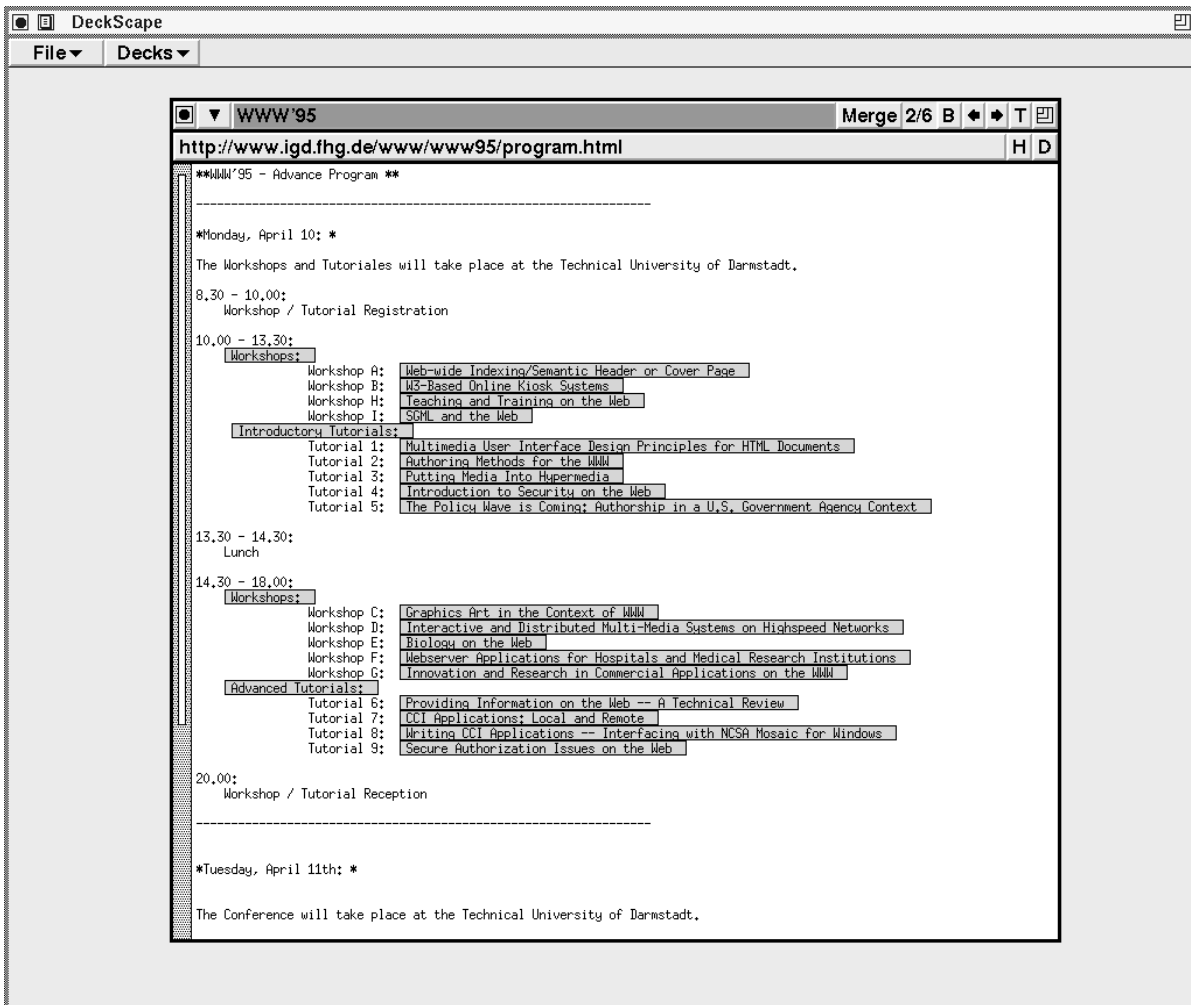 DeckScape
File Decks
WWW'95 Merge 2/6 B T
http://www.igd.fhg.de/www/www95/program.html H D
**WWW'95 - Advance Program **
-----------------------------------------------------------------
*Monday, April 10: *
The Workshops and Tutoriales will take place at the Technical University of Darmstadt.
8.30 - 10.00:
Workshop / Tutorial Registration
10.00 - 13.30:
Workshops:
Workshop A: Web-wide Indexing/Semantic Header or Cover Page
Workshop B: W3-Based Online Kiosk Systems
Workshop H: Teaching and Training on the Web
Workshop I: SGML and the Web
Introductory Tutorials:
Tutorial 1: Multimedia User Interface Design Principles for HTML Documents
Tutorial 2: Authoring Methods for the WWW
Tutorial 3: Putting Media Into Hypermedia
Tutorial 4: Introduction to Security on the Web
Tutorial 5: The Policy Wave is Coming: Authorship in a U.S. Government Agency Context
13.30 - 14.30:
Lunch
14.30 - 18.00:
Workshops:
Workshop C: Graphics Art in the Context of WWW
Workshop D: Interactive and Distributed Multi-Media Systems on Highspeed Networks
Workshop E: Biology on the Web
Workshop F: Webserver Applications for Hospitals and Medical Research Institutions
Workshop G: Innovation and Research in Commercial Applications on the WWW
Advanced Tutorials:
Tutorial 6: Providing Information on the Web -- A Technical Review
Tutorial 7: CCI Applications: Local and Remote
Tutorial 8: Writing CCI Applications -- Interfacing with NCSA Mosaic for Windows
Tutorial 9: Secure Authorization Issues on the Web
20.00:
Workshop / Tutorial Reception
-----------------------------------------------------------------
*Tuesday, April 11th: *
The Conference will take place at the Technical University of Darmstadt.